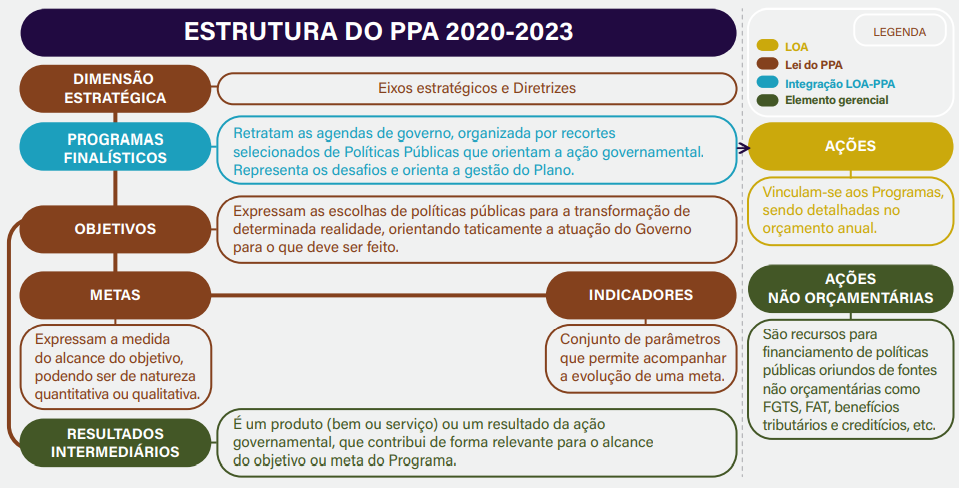 ESTRUTURA DO PPA 2020-2023
LEGENDA
LOA
Lei do PPA
Integração LOA-PPA
Elemento gerencial
DIMENSÃO
ESTRATÉGICA
Eixos estratégicos e Diretrizes
PROGRAMAS
FINALÍSTICOS
Retratam as agendas de governo, organizada por recortes
selecionados de Políticas Públicas que orientam a ação governamental.
Representa os desafios e orienta a gestão do Plano.
AÇÕES
Vinculam-se aos Programas,
sendo detalhadas no
orçamento anual.
OBJETIVOS
Expressam as escolhas de políticas públicas para a transformação de
determinada realidade, orientando taticamente a atuação do Governo
para o que deve ser feito.
METAS
Expressam a medida
do alcance do objetivo,
podendo ser de natureza
quantitativa ou qualitativa.
INDICADORES
Conjunto de parâmetros
que permite acompanhar
a evolução de uma meta.
AÇÕES
NÃO ORÇAMENTÁRIAS
São recursos para
financiamento de políticas
públicas oriundos de fontes
não orçamentárias como
FGTS, FAT, benefícios
tributários e creditícios, etc.
RESULTADOS
INTERMEDIÁRIOS
É um produto (bem ou serviço) ou um resultado da ação
governamental, que contribui de forma relevante para o alcance
do objetivo ou meta do Programa.